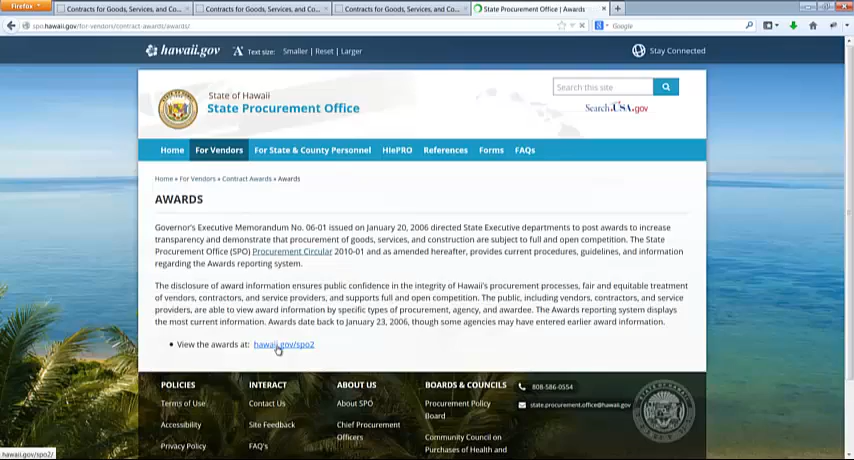 Firefox
Contracts for Goods, Services, and Co...
Contracts for Goods, Services, and Co...
Contracts for Goods, Services, and Co...
State Procurement Office | Awards
spo.hawaii.gov/for-vendors/contract-awards/awards/
Google
hawaii.gov
Text size: Smaller | Reset | Larger
Stay Connected
State of Hawaii
State Procurement Office
Search this site
Search.USA.gov
Home For Vendors For State & County Personnel HIePRO References Forms FAQs
Home » For Vendors » Contract Awards » Awards
AWARDS
Governor's Executive Memorandum No. 06-01 issued on January 20, 2006 directed State Executive departments to post awards to increase
transparency and demonstrate that procurement of goods, services, and construction are subject to full and open competition. The State
Procurement Office (SPO) Procurement Circular 2010-01 and as amended hereafter, provides current procedures, guidelines, and information
regarding the Awards reporting system.
The disclosure of award information ensures public confidence in the integrity of Hawaii's procurement processes, fair and equitable treatment
of vendors, contractors, and service providers, and supports full and open competition. The public, including vendors, contractors, and service
providers, are able to view award information by specific types of procurement, agency, and awardee. The Awards reporting system displays
the most current information. Awards date back to January 23, 2006, though some agencies may have entered earlier award information.
• View the awards at: hawaii.gov/spo2
POLICIES
Terms of Use
Accessibility
Privacy Policy
INTERACT
Contact Us
Site Feedback
FAQ's
ABOUT US
About SPO
Chief Procurement
Officers
BOARDS & COUNCILS
Procurement Policy
Board
Community Council on
Purchases of Health and
808-586-0554
state.procurement.office@hawaii.gov
hawaii.gov/spo2/